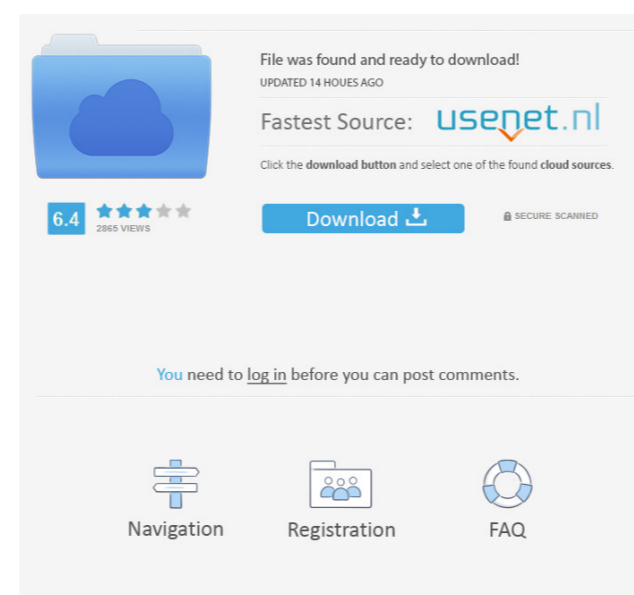 File was found and ready to download!
UPDATED 14 HOUES AGO
Fastest Source: usenet.nl
Click the download button and select one of the found cloud sources.
6.4
2865 VIEWS
Download
SECURE SCANNED
You need to log in before you can post comments.
Navigation
Registration
FAQ